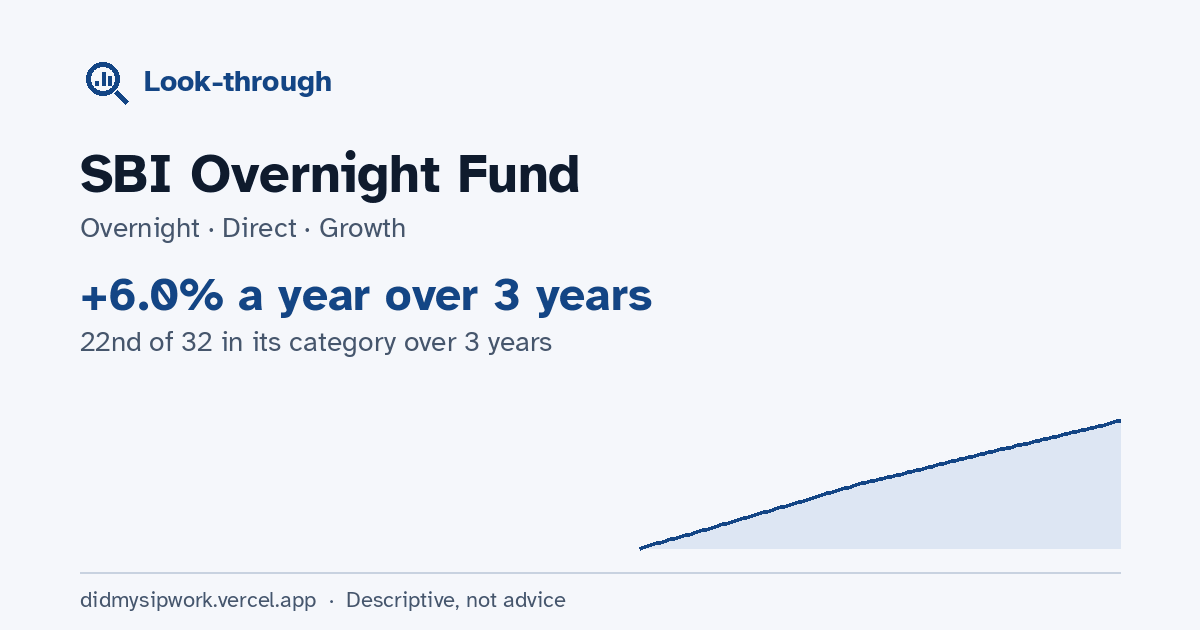 Look-through
SBI Overnight Fund
Overnight · Direct · Growth
+6.0% a year over 3 years
22nd of 32 in its category over 3 years
didmysipwork.vercel.app · Descriptive, not advice